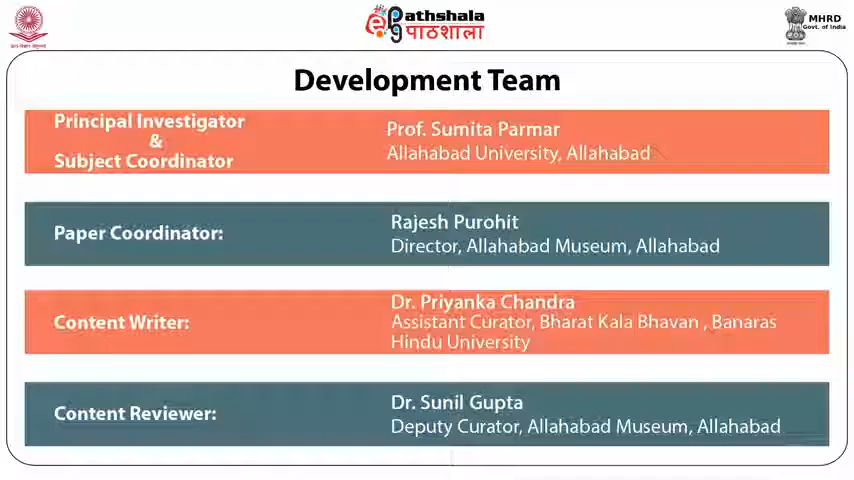 Pathshala
पाठशाला
MHRD
Govt. of India
Development Team
Principal Investigator
&
Subject Coordinator
Prof. Sumita Parmar
Allahabad University, Allahabad
Paper Coordinator:
Rajesh Purohit
Director, Allahabad Museum, Allahabad
Content Writer:
Dr. Priyanka Chandra
Assistant Curator, Bharat Kala Bhavan , Banaras
Hindu University
Content Reviewer:
Dr. Sunil Gupta
Deputy Curator, Allahabad Museum, Allahabad